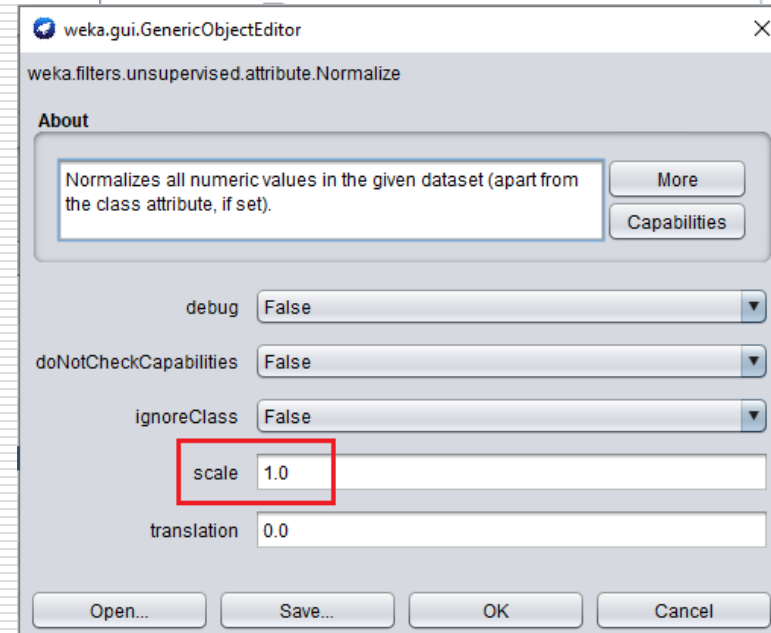 weka.gui.GenericObjectEditor
weka.filters.unsupervised.attribute.Normalize
About
Normalizes all numeric values in the given dataset (apart from
the class attribute, if set).
More
Capabilities
debug False
doNotCheckCapabilities False
ignoreClass False
scale 1.0
translation 0.0
Open... Save... OK Cancel